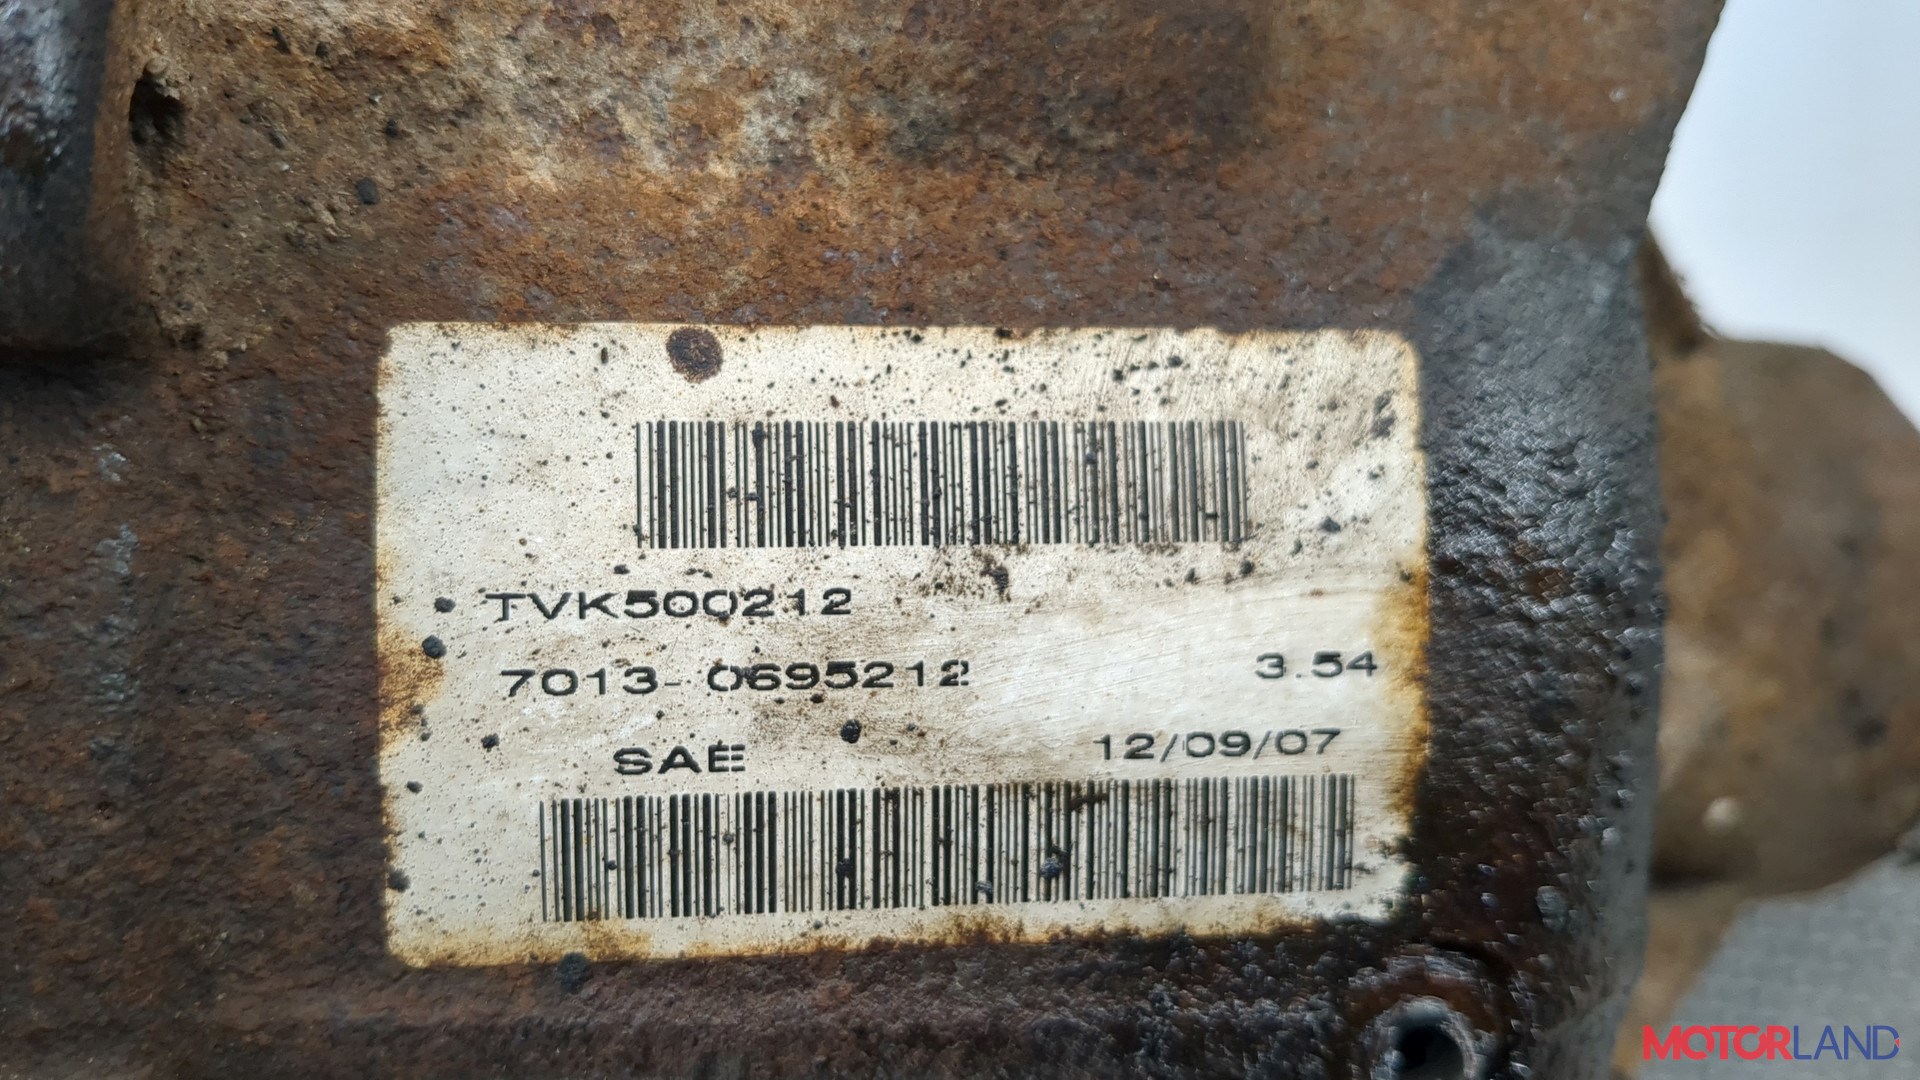 TVK500212
7013-0695212 3.54
SAE 12/09/07
MOTORLAND